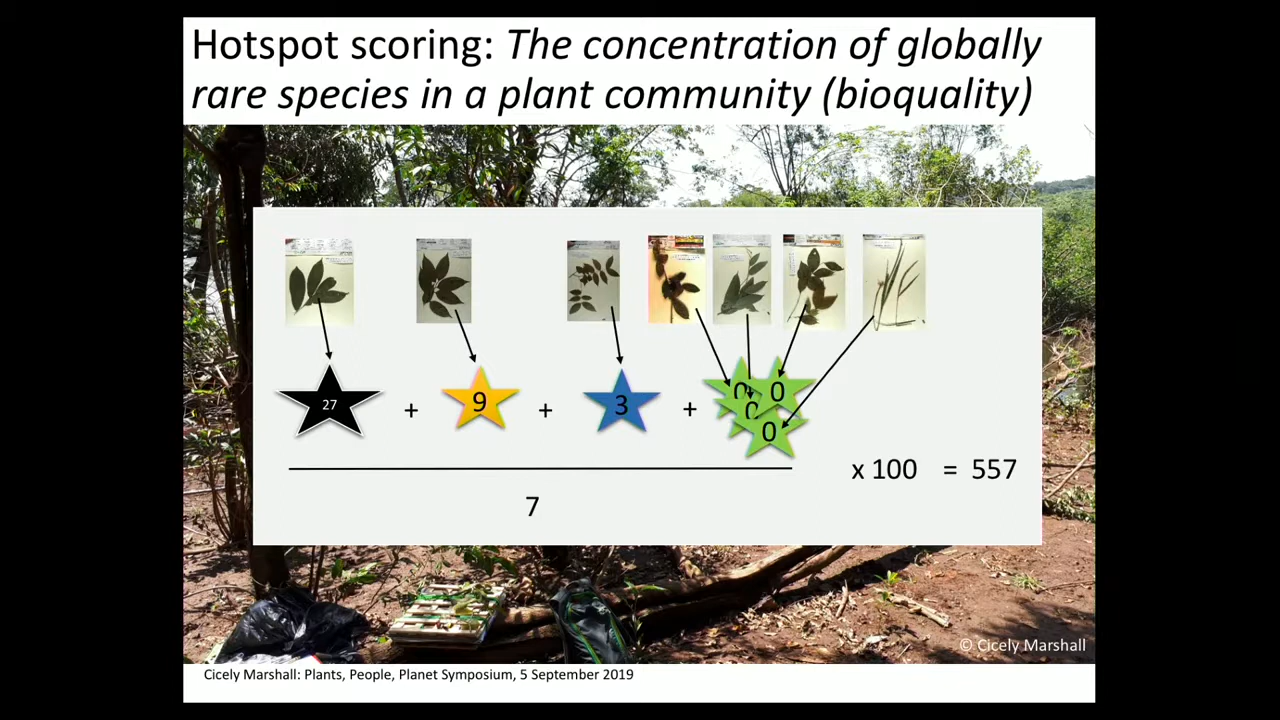 Hotspot scoring: The concentration of globally
rare species in a plant community (bioquality)
27 + 9 + 3 + 0 0 0 0
x 100 = 557
7
© Cicely Marshall
Cicely Marshall: Plants, People, Planet Symposium, 5 September 2019